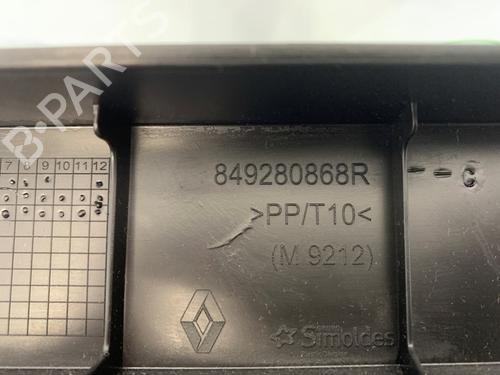 B-PARTS
7 8 9 10 11 12
849280868R
>PP/T10<
(M 9212)
Simoldes